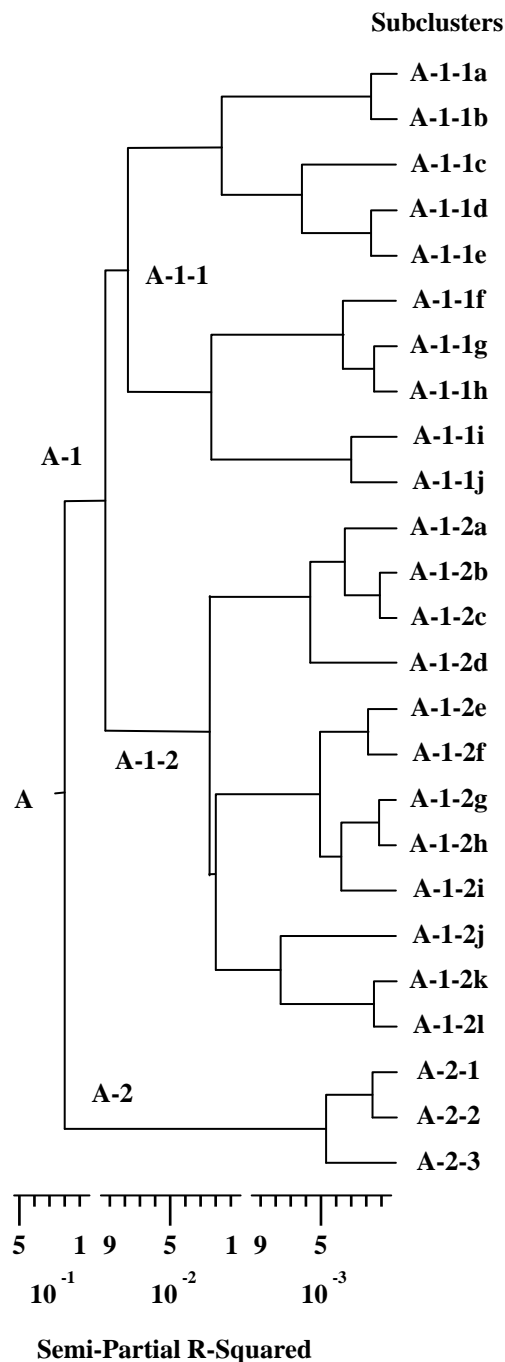 Subclusters
A-1-1a
A-1-1b
A-1-1c
A-1-1d
A-1-1e
A-1-1
A-1-1f
A-1-1g
A-1-1h
A-1-1i
A-1
A-1-1j
A-1-2a
A-1-2b
A-1-2c
A-1-2d
A-1-2e
A-1-2f
A-1-2
A
A-1-2g
A-1-2h
A-1-2i
A-1-2j
A-1-2k
A-1-2l
A-2-1
A-2
A-2-2
A-2-3
5 1 9 5 1 9 5
10⁻¹ 10⁻² 10⁻³
Semi-Partial R-Squared